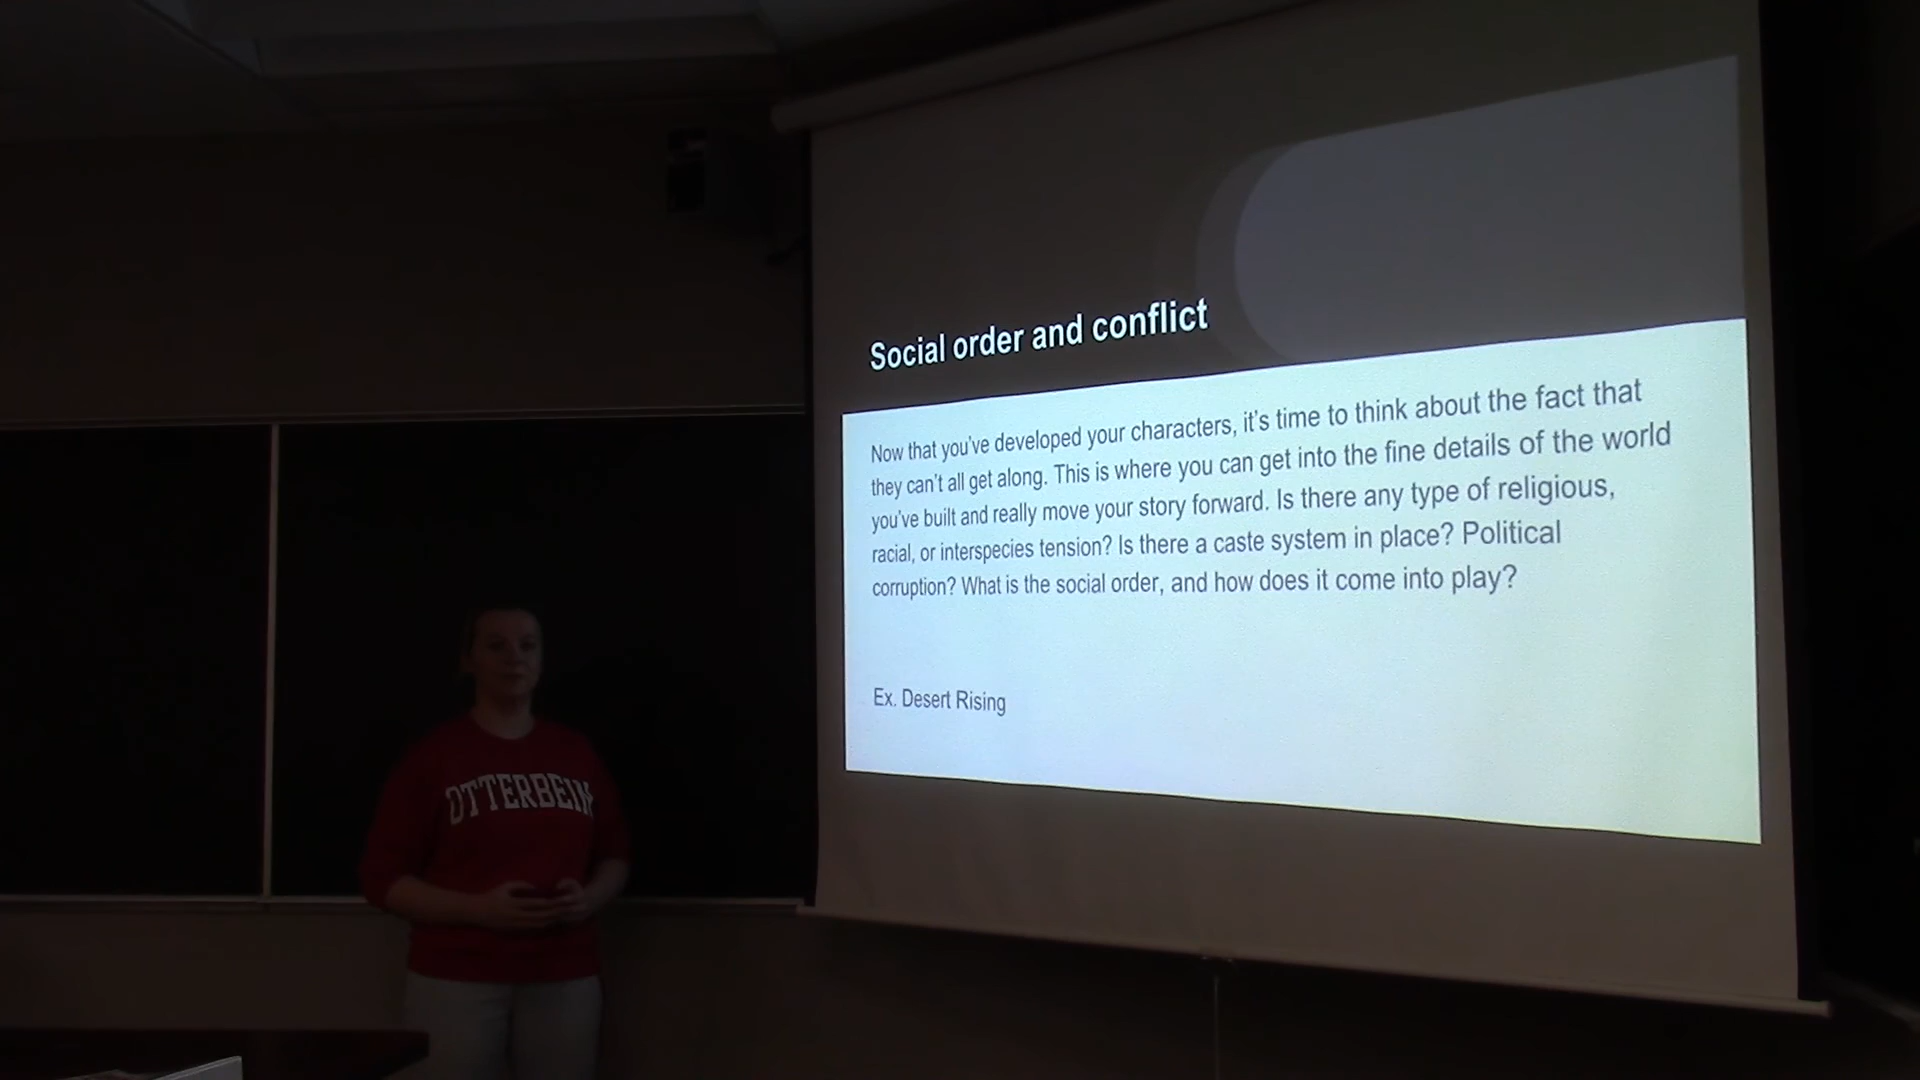 Social order and conflict
Now that you've developed your characters, it's time to think about the fact that
they can't all get along. This is where you can get into the fine details of the world
you've built and really move your story forward. Is there any type of religious,
racial, or interspecies tension? Is there a caste system in place? Political
corruption? What is the social order, and how does it come into play?
Ex. Desert Rising
OTTERBEIN